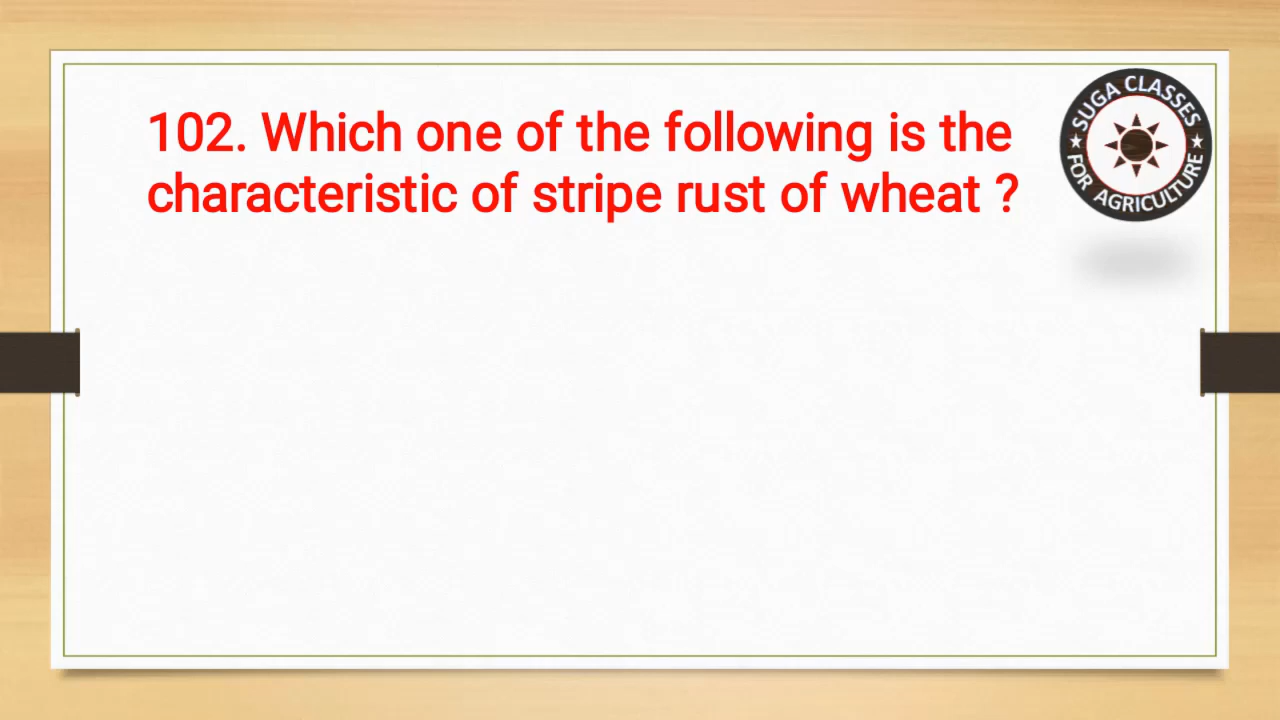 102. Which one of the following is the
characteristic of stripe rust of wheat ?
SUGA CLASSES
FOR AGRICULTURE